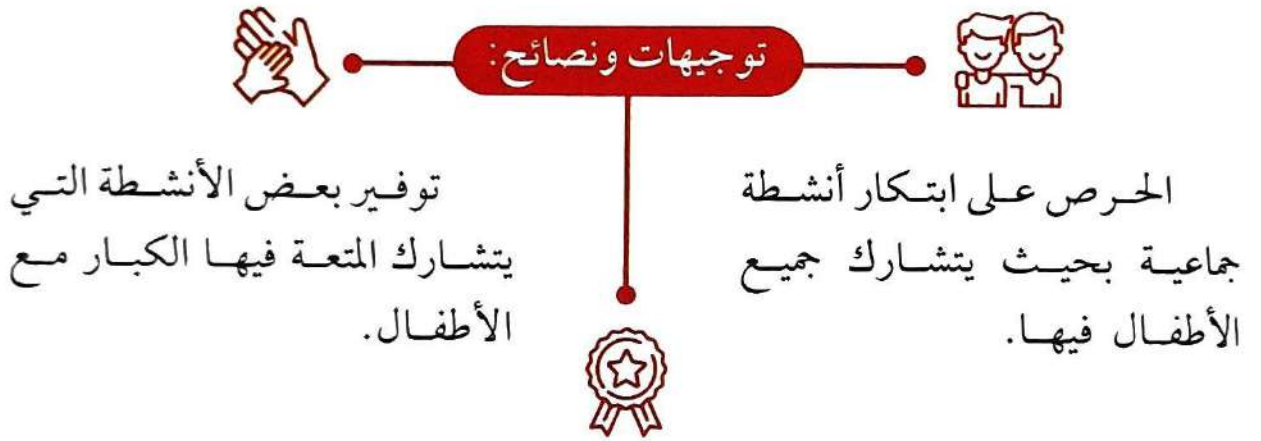 توجيهات ونصائح:
الحرص على ابتكار أنشطة
جماعية بحيث يتشارك جميع
الأطفال فيها.
توفير بعض الأنشطة التي
يتشارك المتعة فيها الكبار مع
الأطفال.